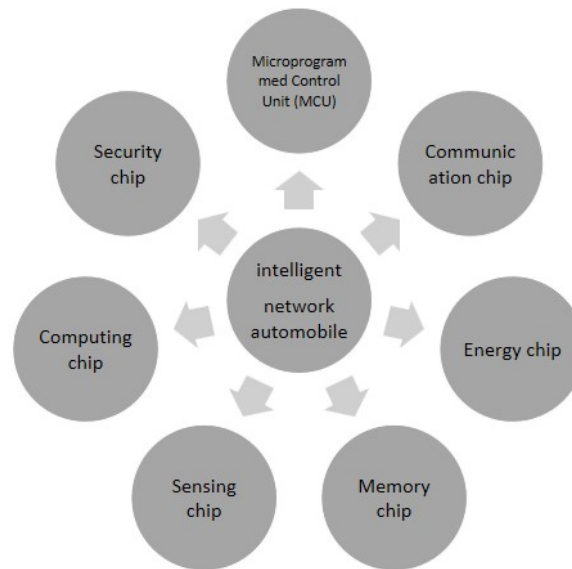 Microprogram
med Control
Unit (MCU)
Security
chip
Communic
ation chip
intelligent
network
automobile
Computing
chip
Energy chip
Sensing
chip
Memory
chip